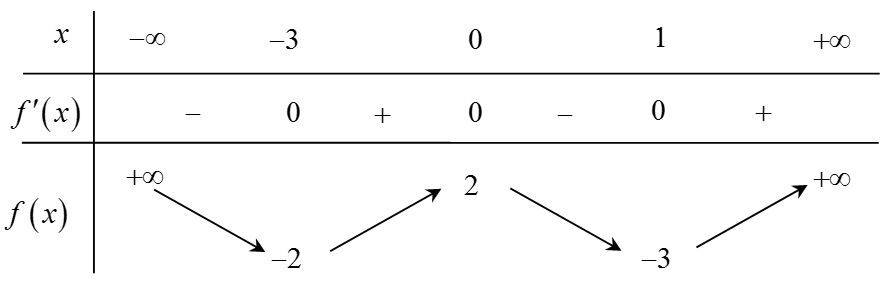 x −∞ −3 0 1 +∞
f′(x) − 0 + 0 − 0 +
+∞ 2 +∞
f(x)
−2 −3